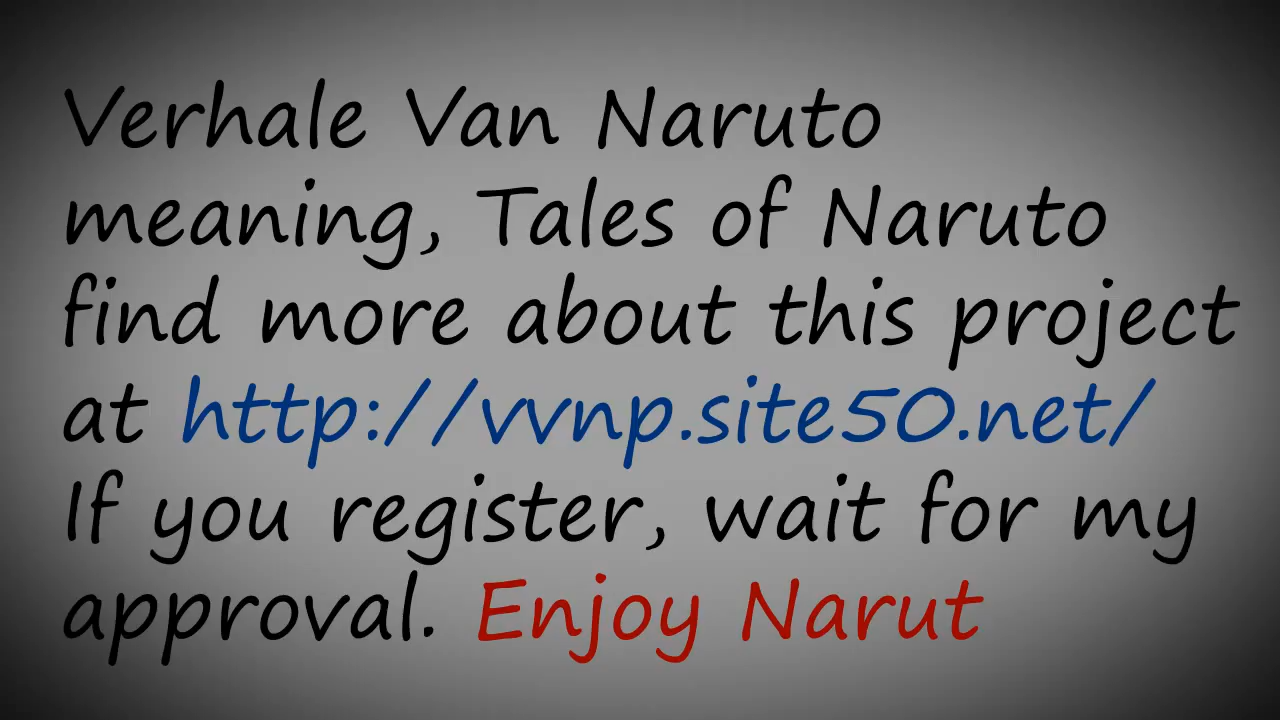 Verhale Van Naruto
meaning, Tales of Naruto
find more about this project
at http://vvnp.site50.net/
If you register, wait for my
approval. Enjoy Narut